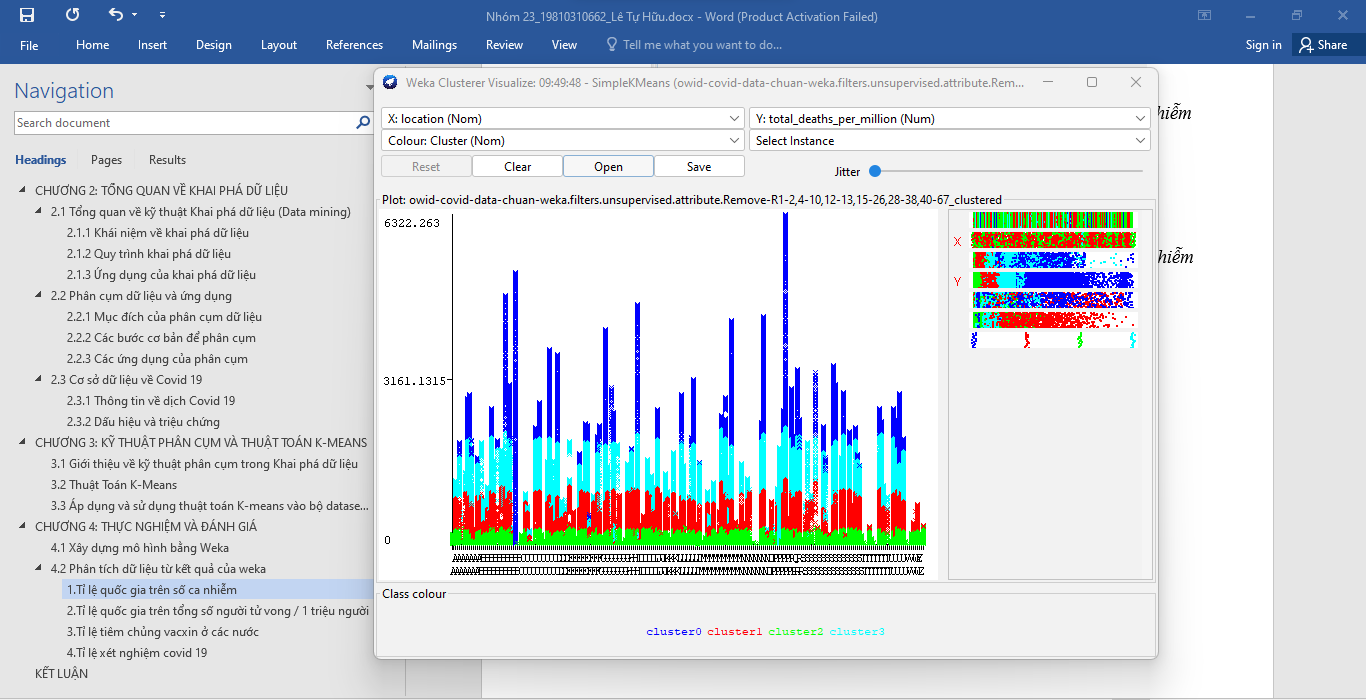 Nhóm 23_19810310662_Lê Tự Hữu.docx - Word (Product Activation Failed)
File Home Insert Design Layout References Mailings Review View Tell me what you want to do... Sign in Share
Navigation
Search document
Headings Pages Results
CHƯƠNG 2: TỔNG QUAN VỀ KHAI PHÁ DỮ LIỆU
2.1 Tổng quan về kỹ thuật Khai phá dữ liệu (Data mining)
2.1.1 Khái niệm về khai phá dữ liệu
2.1.2 Quy trình khai phá dữ liệu
2.1.3 Ứng dụng của khai phá dữ liệu
2.2 Phân cụm dữ liệu và ứng dụng
2.2.1 Mục đích của phân cụm dữ liệu
2.2.2 Các bước cơ bản để phân cụm
2.2.3 Các ứng dụng của phân cụm
2.3 Cơ sở dữ liệu về Covid 19
2.3.1 Thông tin về dịch Covid 19
2.3.2 Dấu hiệu và triệu chứng
CHƯƠNG 3: KỸ THUẬT PHÂN CỤM VÀ THUẬT TOÁN K-MEANS
3.1 Giới thiệu về kỹ thuật phân cụm trong Khai phá dữ liệu
3.2 Thuật Toán K-Means
3.3 Áp dụng và sử dụng thuật toán K-means vào bộ datase...
CHƯƠNG 4: THỰC NGHIỆM VÀ ĐÁNH GIÁ
4.1 Xây dựng mô hình bằng Weka
4.2 Phân tích dữ liệu từ kết quả của weka
1.Tỉ lệ quốc gia trên số ca nhiễm
2.Tỉ lệ quốc gia trên tổng số người tử vong / 1 triệu người
3.Tỉ lệ tiêm chủng vacxin ở các nước
4.Tỉ lệ xét nghiệm covid 19
KẾT LUẬN
Weka Clusterer Visualize: 09:49:48 - SimpleKMeans (owid-covid-data-chuan-weka.filters.unsupervised.attribute.Rem...
X: location (Nom) Y: total_deaths_per_million (Num)
Colour: Cluster (Nom) Select Instance
Reset Clear Open Save Jitter
Plot: owid-covid-data-chuan-weka.filters.unsupervised.attribute.Remove-R1-2,4-10,12-13,15-26,28-38,40-67_clustered
6322.263
3161.1315
0
X
Y
Class colour
cluster0 cluster1 cluster2 cluster3
hiễm
hiễm